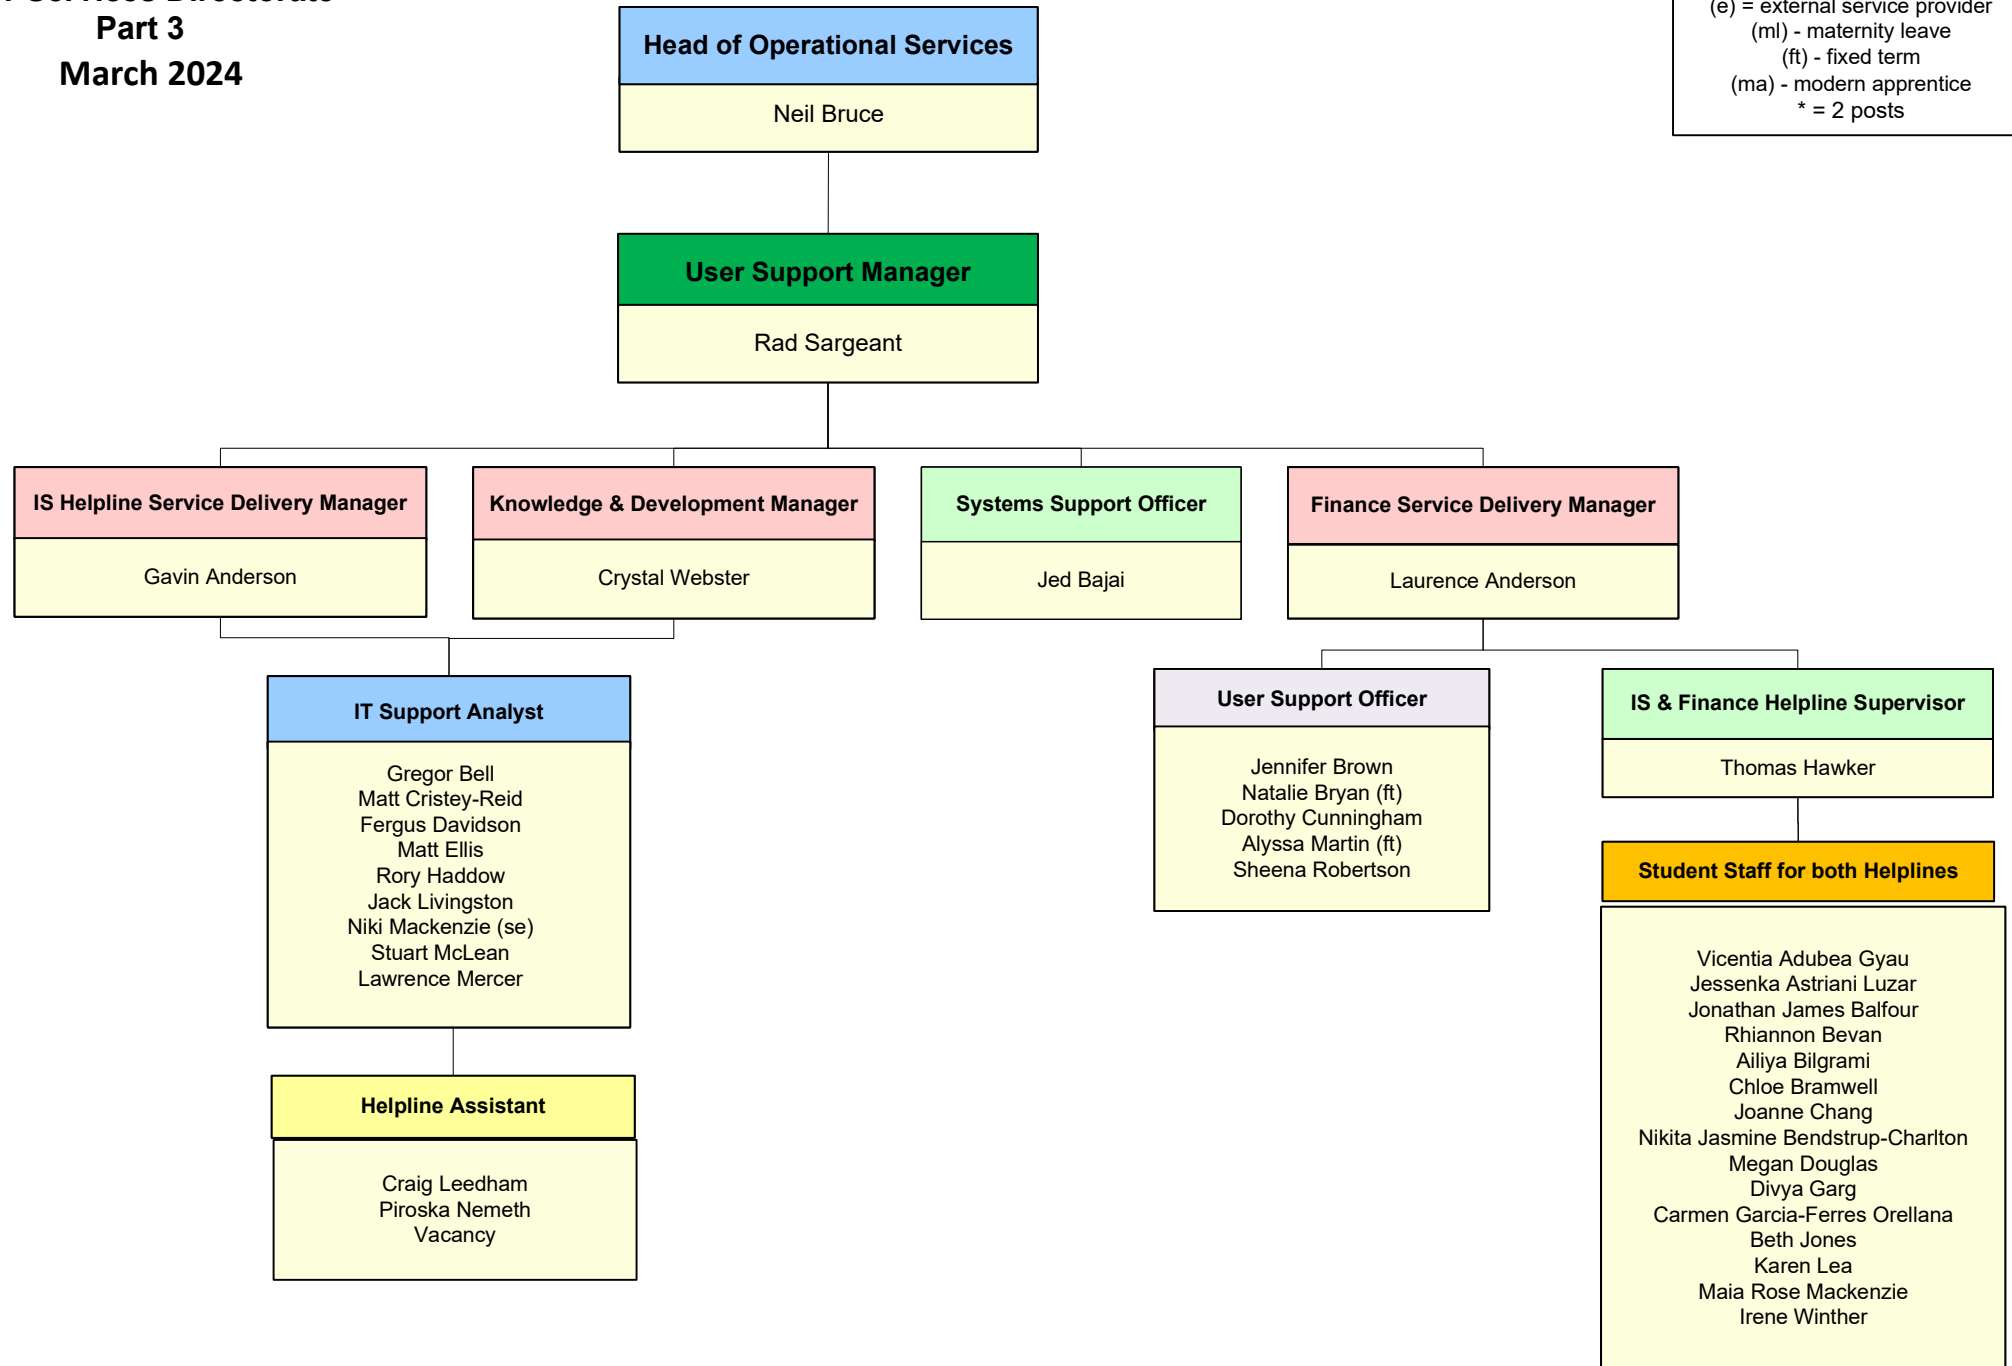 Services Directorate
Part 3
March 2024
(e) = external service provider
(ml) - maternity leave
(ft) - fixed term
(ma) - modern apprentice
* = 2 posts
Head of Operational Services
Neil Bruce
User Support Manager
Rad Sargeant
IS Helpline Service Delivery Manager
Gavin Anderson
Knowledge & Development Manager
Crystal Webster
Systems Support Officer
Jed Bajai
Finance Service Delivery Manager
Laurence Anderson
IT Support Analyst
Gregor Bell
Matt Cristey-Reid
Fergus Davidson
Matt Ellis
Rory Haddow
Jack Livingston
Niki Mackenzie (se)
Stuart McLean
Lawrence Mercer
Helpline Assistant
Craig Leedham
Piroska Nemeth
Vacancy
User Support Officer
Jennifer Brown
Natalie Bryan (ft)
Dorothy Cunningham
Alyssa Martin (ft)
Sheena Robertson
IS & Finance Helpline Supervisor
Thomas Hawker
Student Staff for both Helplines
Vicentia Adubea Gyau
Jessenka Astriani Luzar
Jonathan James Balfour
Rhiannon Bevan
Ailiya Bilgrami
Chloe Bramwell
Joanne Chang
Nikita Jasmine Bendstrup-Charlton
Megan Douglas
Divya Garg
Carmen Garcia-Ferres Orellana
Beth Jones
Karen Lea
Maia Rose Mackenzie
Irene Winther